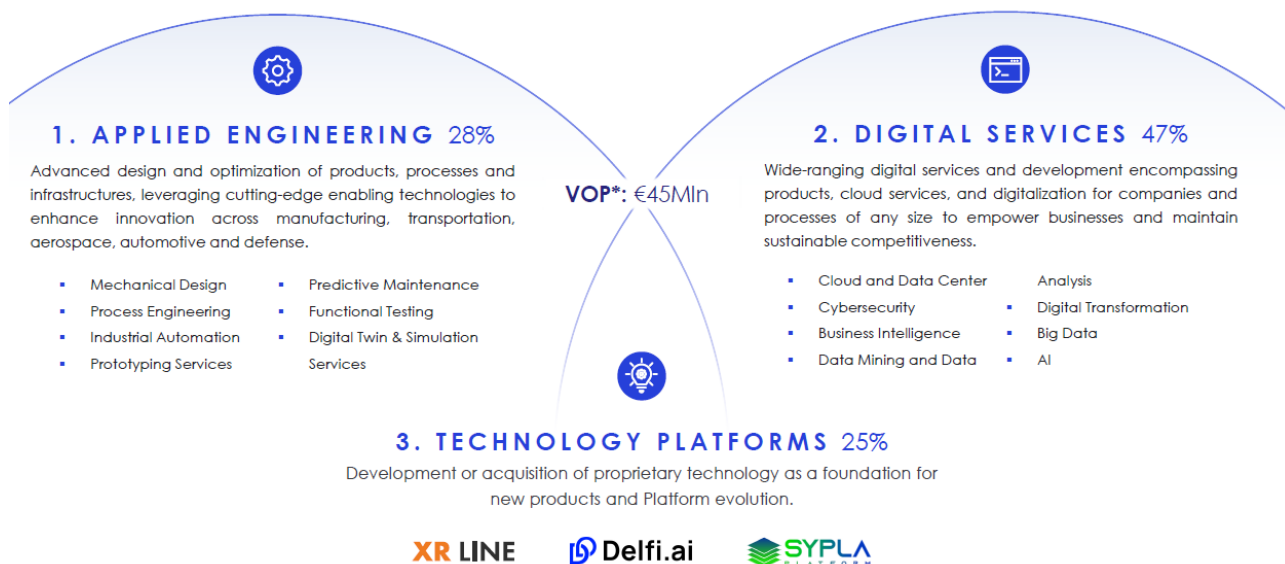 1. APPLIED ENGINEERING 28%
Advanced design and optimization of products, processes and
infrastructures, leveraging cutting-edge enabling technologies to
enhance innovation across manufacturing, transportation,
aerospace, automotive and defense.
▪ Mechanical Design
▪ Process Engineering
▪ Industrial Automation
▪ Prototyping Services
▪ Predictive Maintenance
▪ Functional Testing
▪ Digital Twin & Simulation
Services
VOP*: €45Mln
2. DIGITAL SERVICES 47%
Wide-ranging digital services and development encompassing
products, cloud services, and digitalization for companies and
processes of any size to empower businesses and maintain
sustainable competitiveness.
▪ Cloud and Data Center
▪ Cybersecurity
▪ Business Intelligence
▪ Data Mining and Data
Analysis
▪ Digital Transformation
▪ Big Data
▪ AI
3. TECHNOLOGY PLATFORMS 25%
Development or acquisition of proprietary technology as a foundation for
new products and Platform evolution.
XR LINE
Delfi.ai
SYPLA
PLATFORM